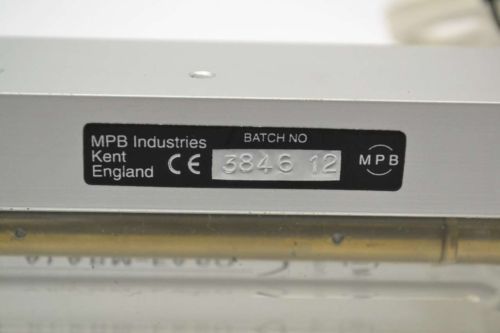 MPB Industries
Kent
England
CE
BATCH NO
3846 12
MPB